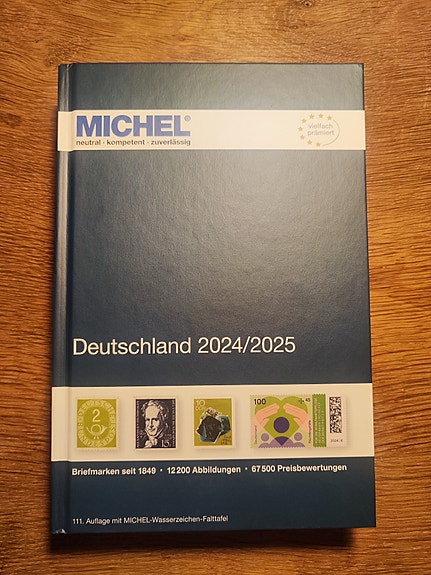 MICHEL®
neutral · kompetent · zuverlässig
vielfach
prämiert
Deutschland 2024/2025
2
15
10
100
+45
Briefmarken seit 1849 · 12 200 Abbildungen · 67 500 Preisbewertungen
111. Auflage mit MICHEL-Wasserzeichen-Falttafel